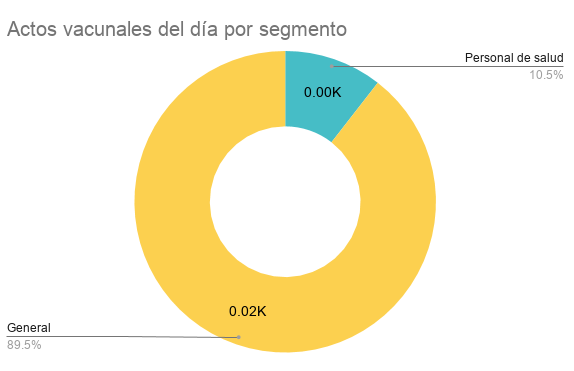 Actos vacunales del día por segmento
Personal de salud
10.5%
0.00K
0.02K
General
89.5%